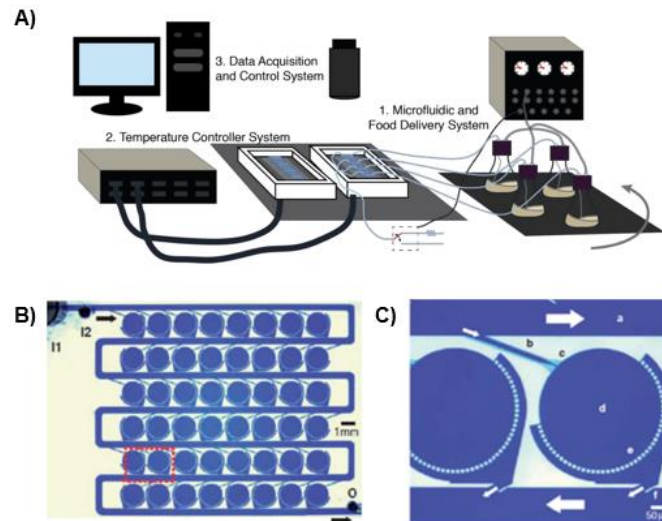 A)
3. Data Acquisition
and Control System
1. Microfluidic and
Food Delivery System
2. Temperature Controller System
B)
I1
I2
1mm
O
C)
a
b
c
d
e
f